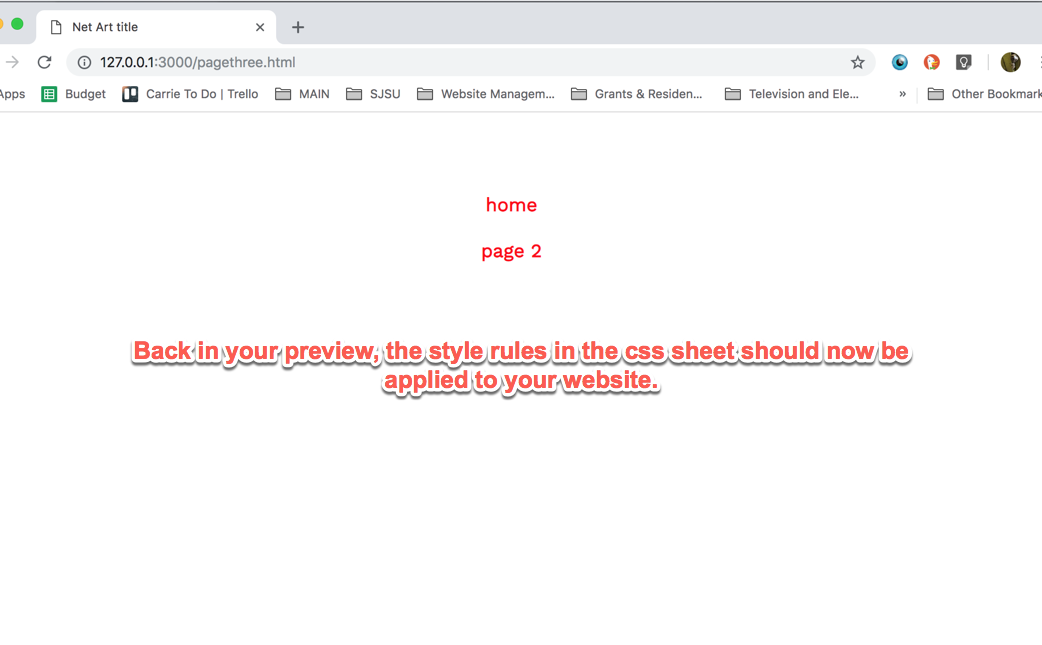 Net Art title
127.0.0.1:3000/pagethree.html
Apps Budget Carrie To Do | Trello MAIN SJSU Website Managem... Grants & Residen... Television and Ele... » Other Bookmark
home
page 2
Back in your preview, the style rules in the css sheet should now be
applied to your website.